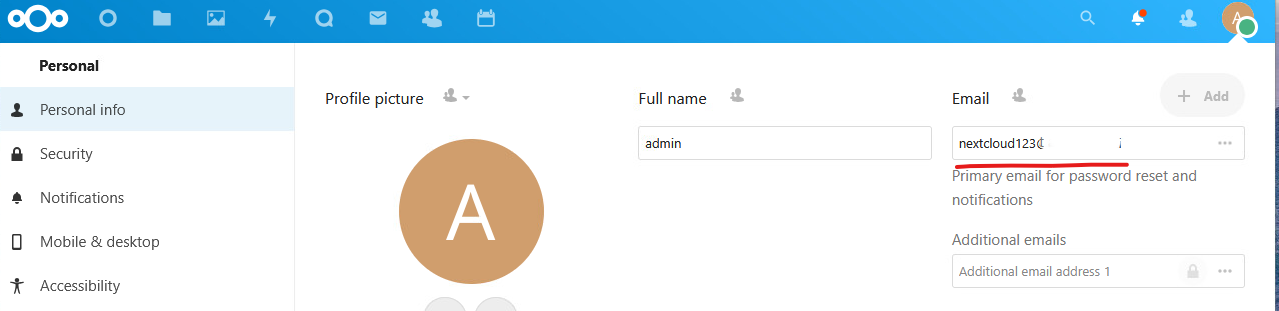 Personal
Personal info
Security
Notifications
Mobile & desktop
Accessibility
Profile picture
A
Full name
admin
Email
+ Add
nextcloud123@
Primary email for password reset and
notifications
Additional emails
Additional email address 1
A